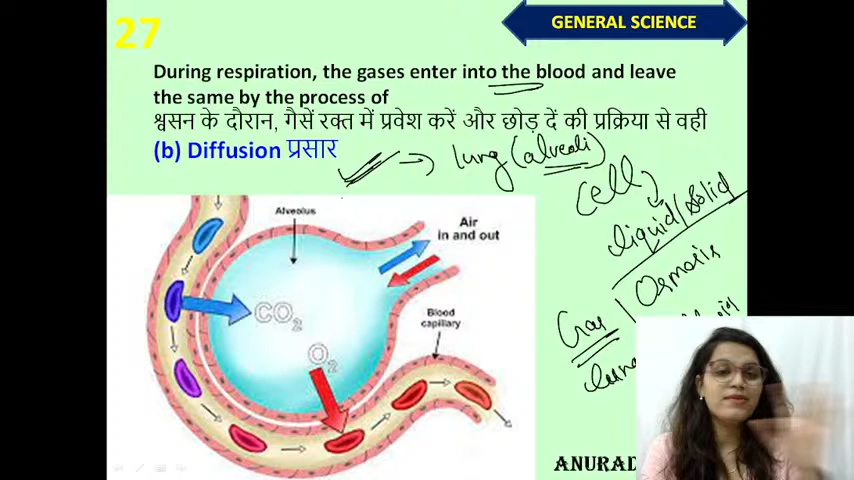 27
GENERAL SCIENCE
During respiration, the gases enter into the blood and leave
the same by the process of
श्वसन के दौरान, गैसें रक्त में प्रवेश करें और छोड़ दें की प्रक्रिया से वही
(b) Diffusion प्रसार
lung (alveoli)
cell
liquid/solid
Osmosis
Gas
Alveolus
Air
in and out
CO2
O2
Blood
capillary
ANURAD